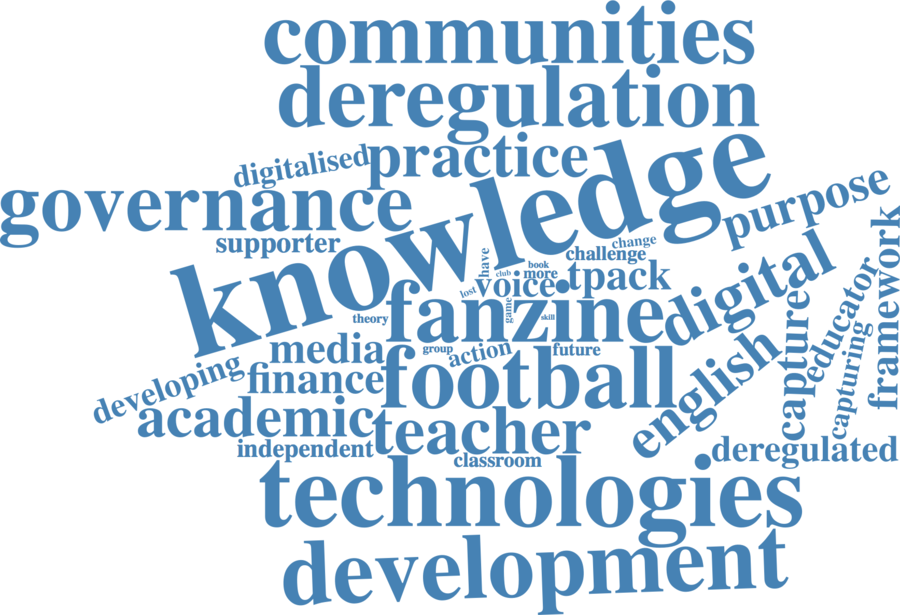 communities
deregulation
digitalised
practice
governance
knowledge
purpose
supporter
have
challenge
change
club
book
more
voice
tpack
lost
game
skill
theory
fanzine
digital
capture
educator
framework
capturing
media
group
action
future
developing
finance
football
english
academic
teacher
independent
classroom
deregulated
technologies
development